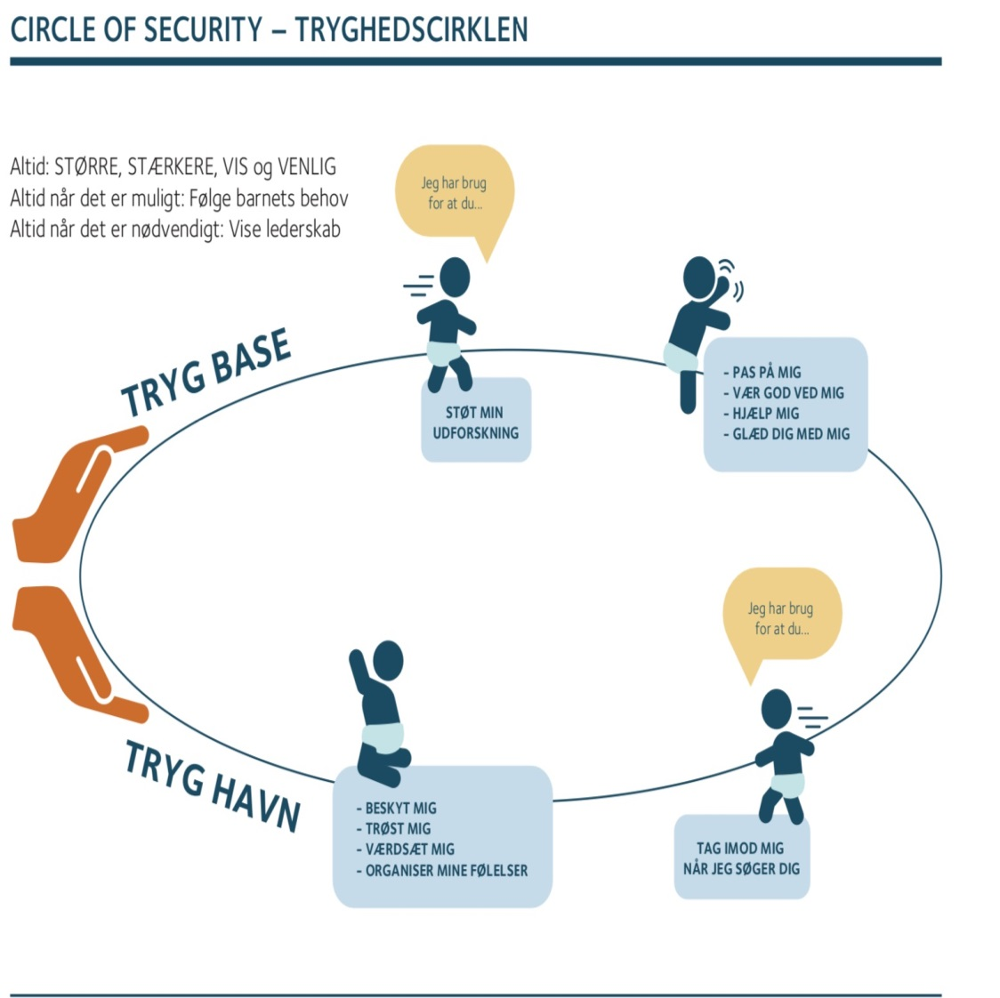 CIRCLE OF SECURITY – TRYGHEDSCIRKLEN
Altid: STØRRE, STÆRKERE, VIS og VENLIG
Altid når det er muligt: Følge barnets behov
Altid når det er nødvendigt: Vise lederskab
Jeg har brug
for at du...
TRYG BASE
STØT MIN
UDFORSKNING
- PAS PÅ MIG
- VÆR GOD VED MIG
- HJÆLP MIG
- GLÆD DIG MED MIG
Jeg har brug
for at du...
TAG IMOD MIG
NÅR JEG SØGER DIG
TRYG HAVN
- BESKYT MIG
- TRØST MIG
- VÆRDSÆT MIG
- ORGANISER MINE FØLELSER